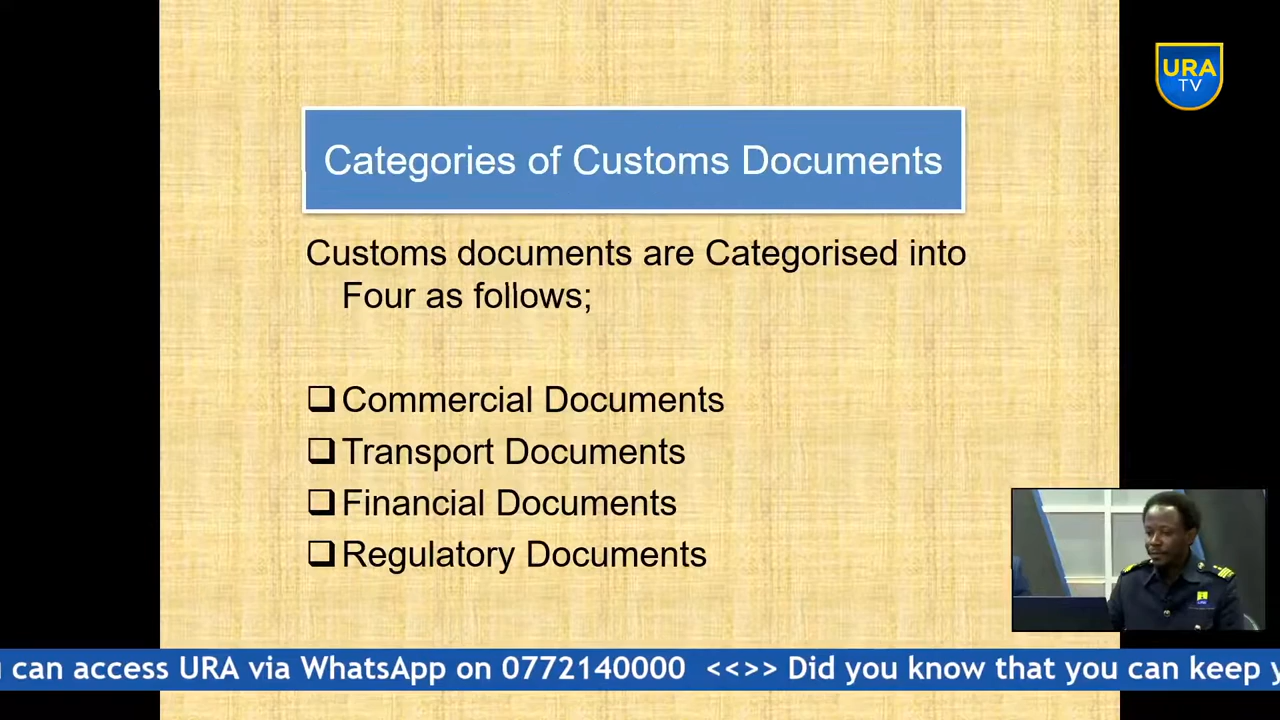 URA
TV
Categories of Customs Documents
Customs documents are Categorised into
Four as follows;
Commercial Documents
Transport Documents
Financial Documents
Regulatory Documents
can access URA via WhatsApp on 0772140000 <<>> Did you know that you can keep